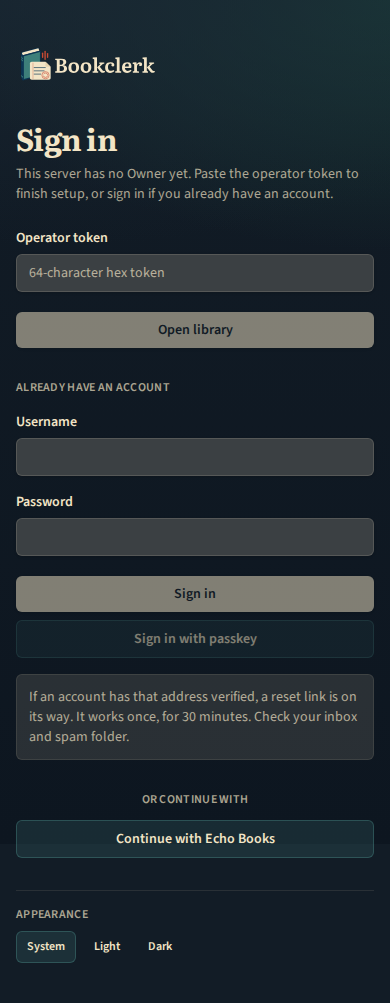 Bookclerk
Sign in
This server has no Owner yet. Paste the operator token to
finish setup, or sign in if you already have an account.
Operator token
64-character hex token
Open library
ALREADY HAVE AN ACCOUNT
Username
Password
Sign in
Sign in with passkey
If an account has that address verified, a reset link is on
its way. It works once, for 30 minutes. Check your inbox
and spam folder.
OR CONTINUE WITH
Continue with Echo Books
APPEARANCE
System Light Dark